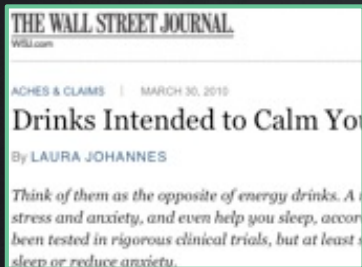 THE WALL STREET JOURNAL.
WSJ.com
ACHES & CLAIMS | MARCH 30, 2010
Drinks Intended to Calm You
By LAURA JOHANNES
Think of them as the opposite of energy drinks. A
stress and anxiety, and even help you sleep, accor
been tested in rigorous clinical trials, but at least
sleep or reduce anxiety.